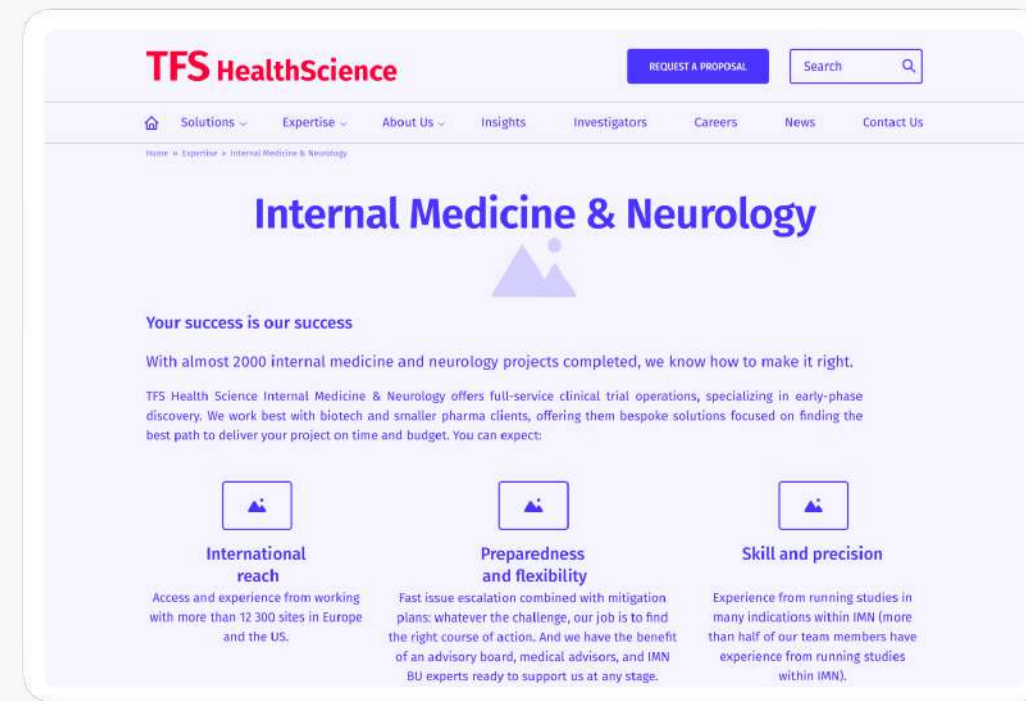 TFS HealthScience
REQUEST A PROPOSAL
Search
Solutions
Expertise
About Us
Insights
Investigators
Careers
News
Contact Us
Home » Expertise » Internal Medicine & Neurology
Internal Medicine & Neurology
Your success is our success
With almost 2000 internal medicine and neurology projects completed, we know how to make it right.
TFS Health Science Internal Medicine & Neurology offers full-service clinical trial operations, specializing in early-phase
discovery. We work best with biotech and smaller pharma clients, offering them bespoke solutions focused on finding the
best path to deliver your project on time and budget. You can expect:
International
reach
Access and experience from working
with more than 12 300 sites in Europe
and the US.
Preparedness
and flexibility
Fast issue escalation combined with mitigation
plans: whatever the challenge, our job is to find
the right course of action. And we have the benefit
of an advisory board, medical advisors, and IMN
BU experts ready to support us at any stage.
Skill and precision
Experience from running studies in
many indications within IMN (more
than half of our team members have
experience from running studies
within IMN).